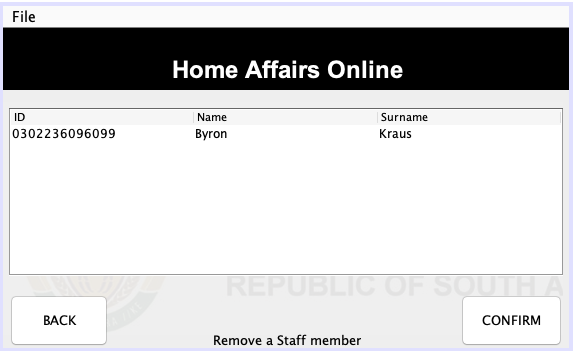 File
Home Affairs Online
ID Name Surname
0302236096099 Byron Kraus
REPUBLIC OF SOUTH A
BACK CONFIRM
Remove a Staff member